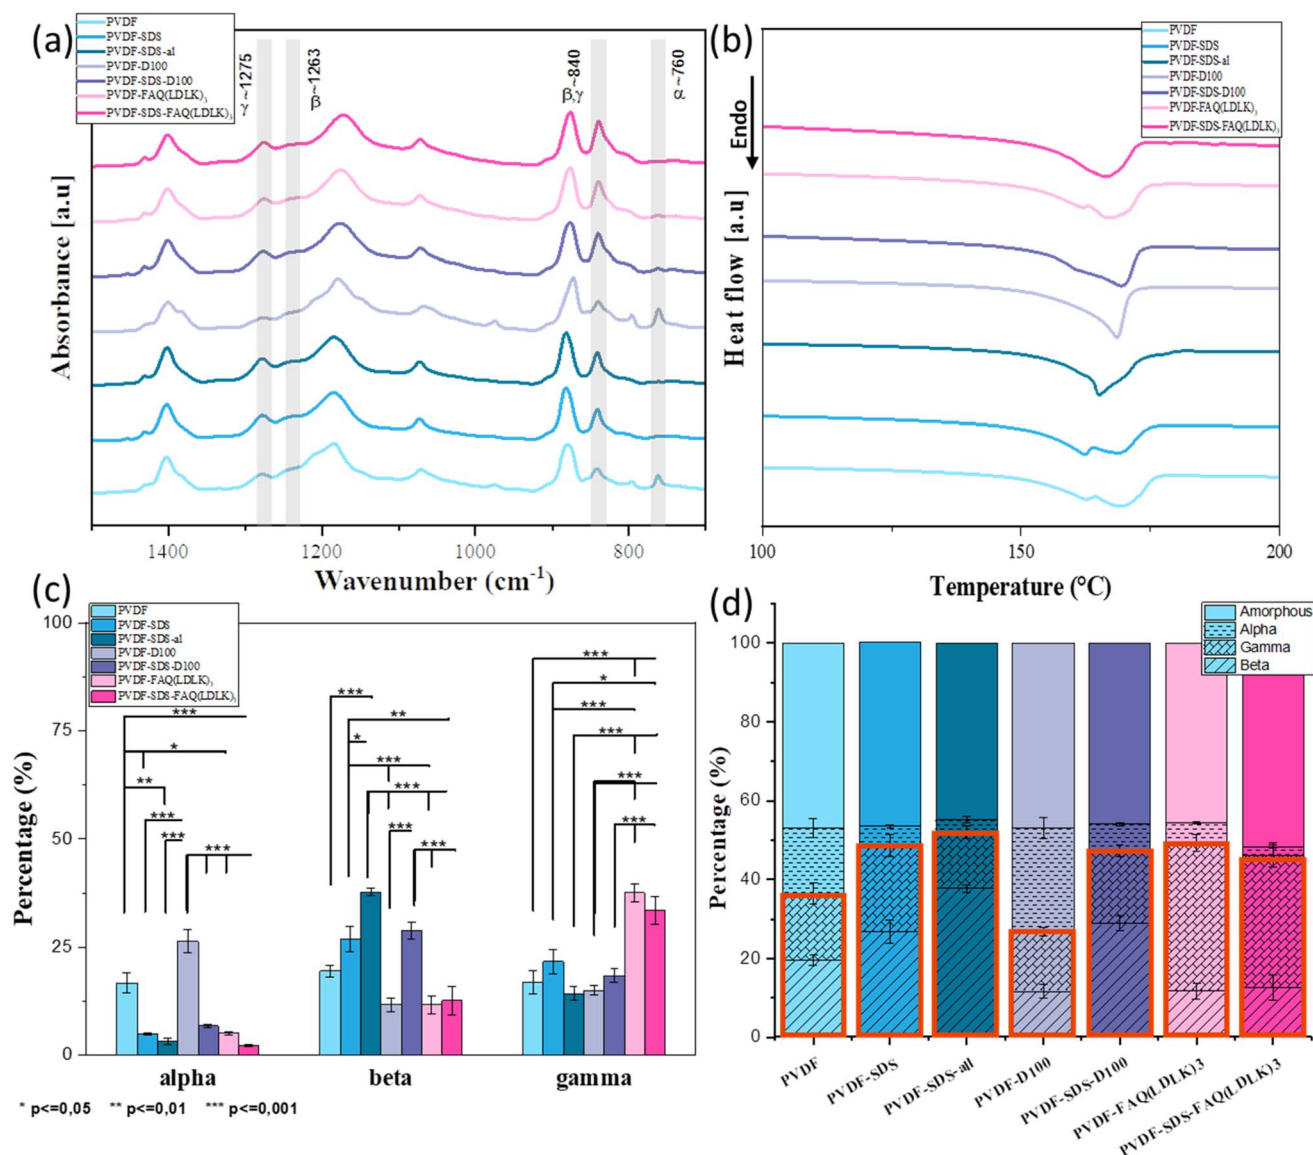 (a)
PVDF
PVDF-SDS
PVDF-SDS-al
PVDF-D100
PVDF-SDS-D100
PVDF-FAQ(LDLK)3
PVDF-SDS-FAQ(LDLK)3
γ ~1275
β ~1263
β,γ ~840
α ~760
Absorbance [a.u]
1400
1200
1000
800
Wavenumber (cm-1)
(b)
PVDF
PVDF-SDS
PVDF-SDS-al
PVDF-D100
PVDF-SDS-D100
PVDF-FAQ(LDLK)3
PVDF-SDS-FAQ(LDLK)3
Endo
Heat flow [a.u]
100
150
200
Temperature (°C)
(c)
PVDF
PVDF-SDS
PVDF-SDS-al
PVDF-D100
PVDF-SDS-D100
PVDF-FAQ(LDLK)3
PVDF-SDS-FAQ(LDLK)3
Percentage (%)
100
75
50
25
0
***
*
**
***
***
***
***
**
*
***
***
***
***
***
*
***
***
***
***
alpha
beta
gamma
* p<=0,05 ** p<=0,01 *** p<=0,001
(d)
Amorphous
Alpha
Gamma
Beta
Percentage (%)
100
80
60
40
20
0
PVDF
PVDF-SDS
PVDF-SDS-all
PVDF-D100
PVDF-SDS-D100
PVDF-FAQ(LDLK)3
PVDF-SDS-FAQ(LDLK)3